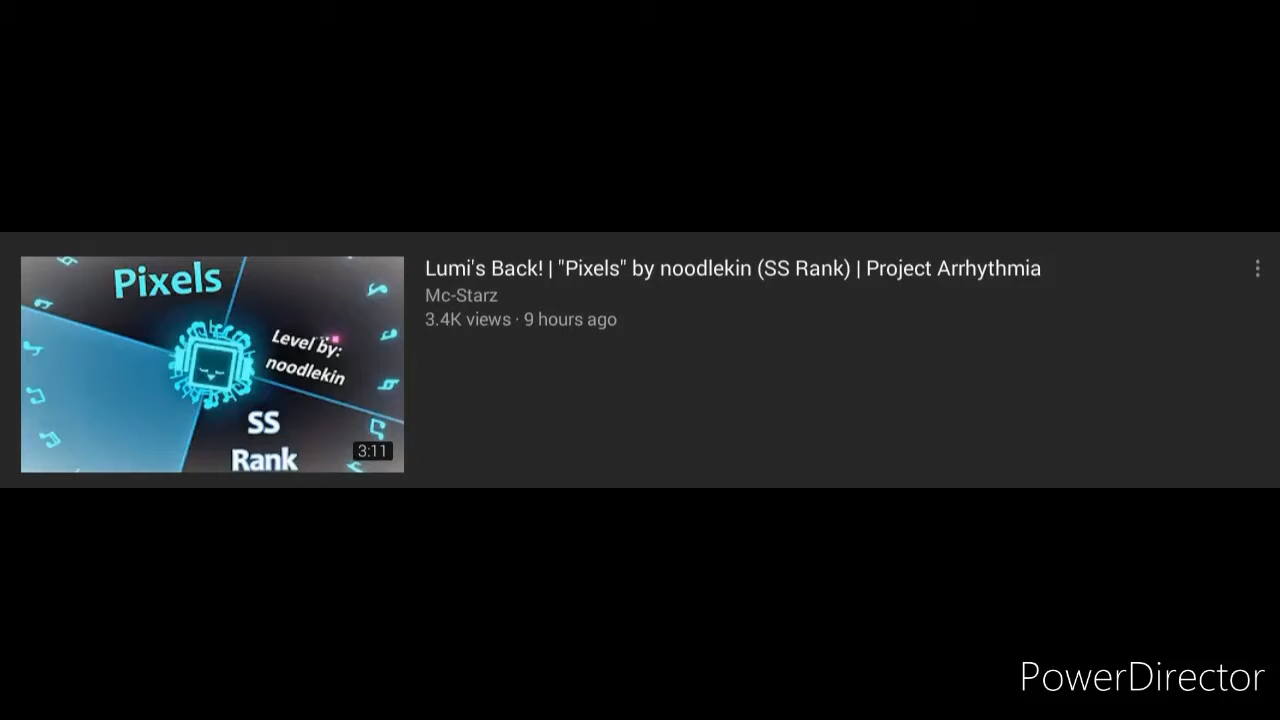 Pixels
Level by:
noodlekin
SS
Rank
3:11
Lumi's Back! | "Pixels" by noodlekin (SS Rank) | Project Arrhythmia
Mc-Starz
3.4K views · 9 hours ago
PowerDirector